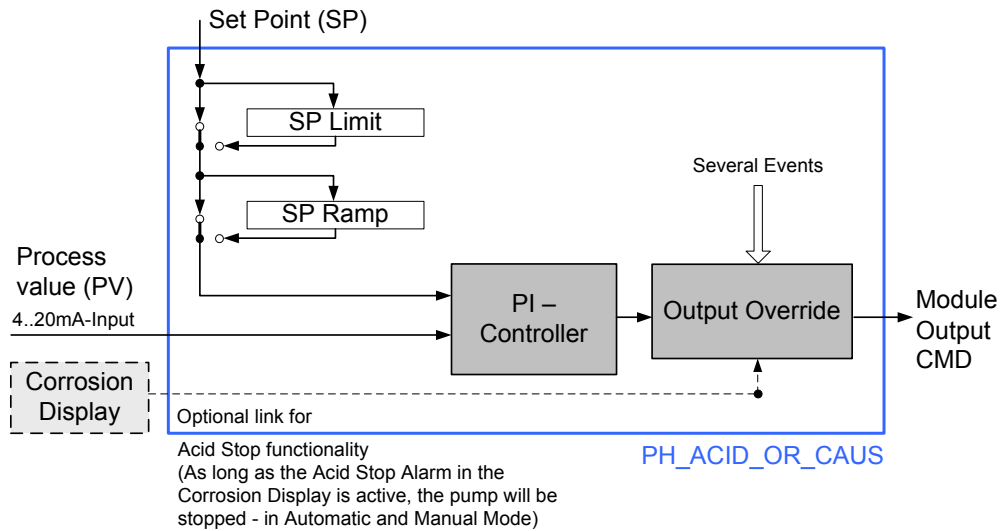 Set Point (SP)
SP Limit
SP Ramp
Several Events
Process
value (PV)
4..20mA-Input
PI –
Controller
Output Override
Module
Output
CMD
Corrosion
Display
Optional link for
Acid Stop functionality
(As long as the Acid Stop Alarm in the
Corrosion Display is active, the pump will be
stopped - in Automatic and Manual Mode)
PH_ACID_OR_CAUS